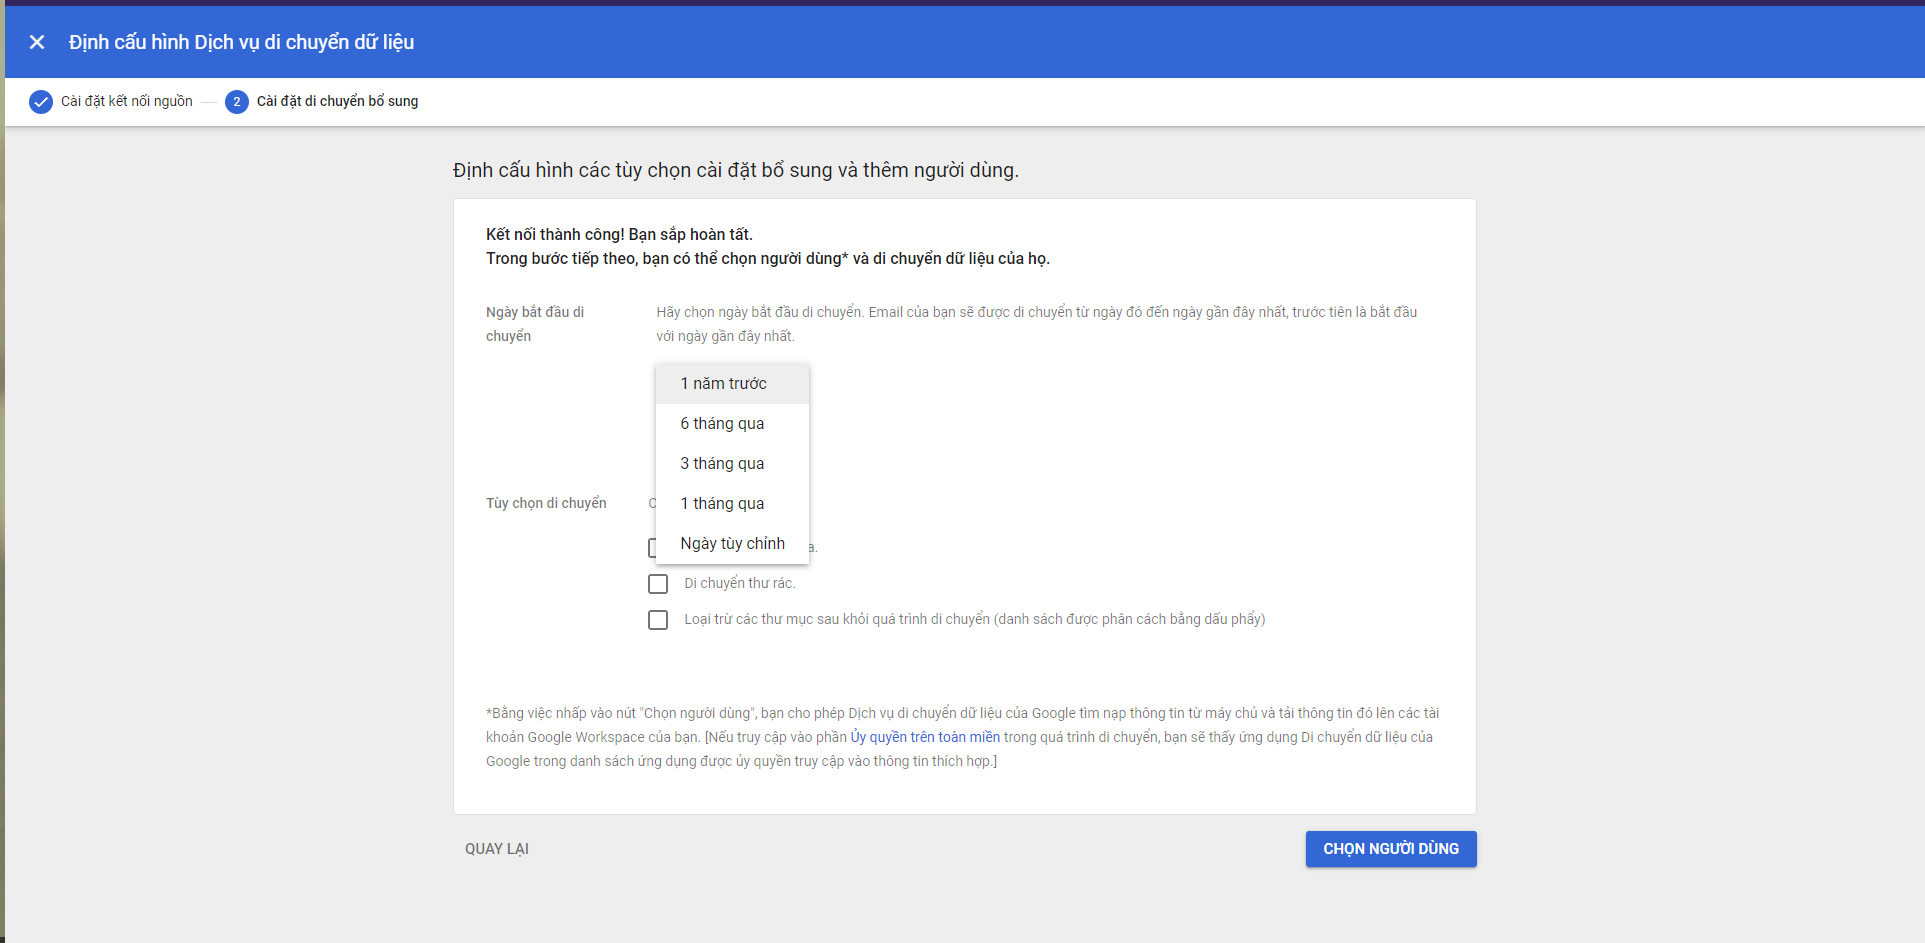 Định cấu hình Dịch vụ di chuyển dữ liệu
Cài đặt kết nối nguồn
2 Cài đặt di chuyển bổ sung
Định cấu hình các tùy chọn cài đặt bổ sung và thêm người dùng.
Kết nối thành công! Bạn sắp hoàn tất.
Trong bước tiếp theo, bạn có thể chọn người dùng* và di chuyển dữ liệu của họ.
Ngày bắt đầu di
chuyển
Hãy chọn ngày bắt đầu di chuyển. Email của bạn sẽ được di chuyển từ ngày đó đến ngày gần đây nhất, trước tiên là bắt đầu
với ngày gần đây nhất.
1 năm trước
6 tháng qua
3 tháng qua
1 tháng qua
Ngày tùy chỉnh
Tùy chọn di chuyển
Di chuyển thư rác.
Loại trừ các thư mục sau khỏi quá trình di chuyển (danh sách được phân cách bằng dấu phẩy)
*Bằng việc nhấp vào nút "Chọn người dùng", bạn cho phép Dịch vụ di chuyển dữ liệu của Google tìm nạp thông tin từ máy chủ và tải thông tin đó lên các tài
khoản Google Workspace của bạn. [Nếu truy cập vào phần Ủy quyền trên toàn miền trong quá trình di chuyển, bạn sẽ thấy ứng dụng Di chuyển dữ liệu của
Google trong danh sách ứng dụng được ủy quyền truy cập vào thông tin thích hợp.]
QUAY LẠI
CHỌN NGƯỜI DÙNG